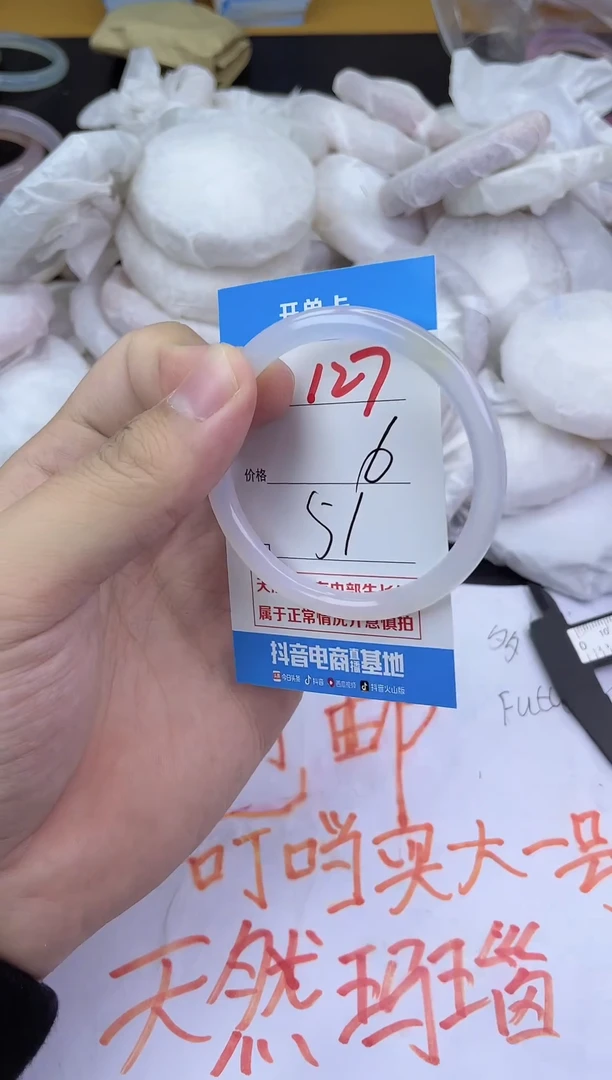 开单卡
127
价格 6
51
属于正常情况介意慎拍
抖音电商直播基地
今日头条 抖音 西瓜视频 抖音火山版
包邮
叮当实大一号
天然玛瑙